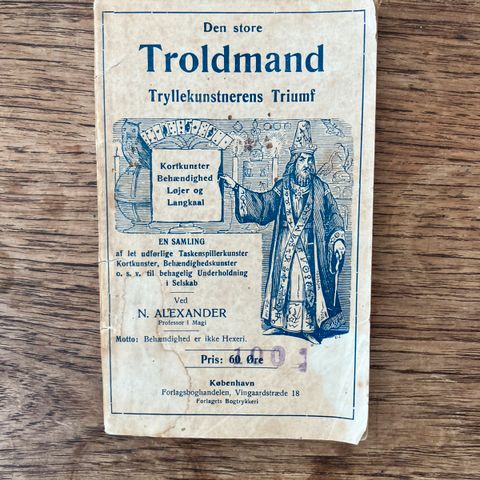 Den store
Troldmand
Tryllekunstnerens Triumf
Kortkunster
Behændighed
Løjer og
Langkaal
EN SAMLING
af let udførlige Taskenspillerkunster
Kortkunster, Behændighedskunster
o. s. v. til behagelig Underholdning
i Selskab
Ved
N. ALEXANDER
Professor i Magi
Motto: Behændighed er ikke Hexeri.
Pris: 60 Øre
København
Forlagsboghandelen, Vingaardstræde 18
Forlagets Bogtrykkeri